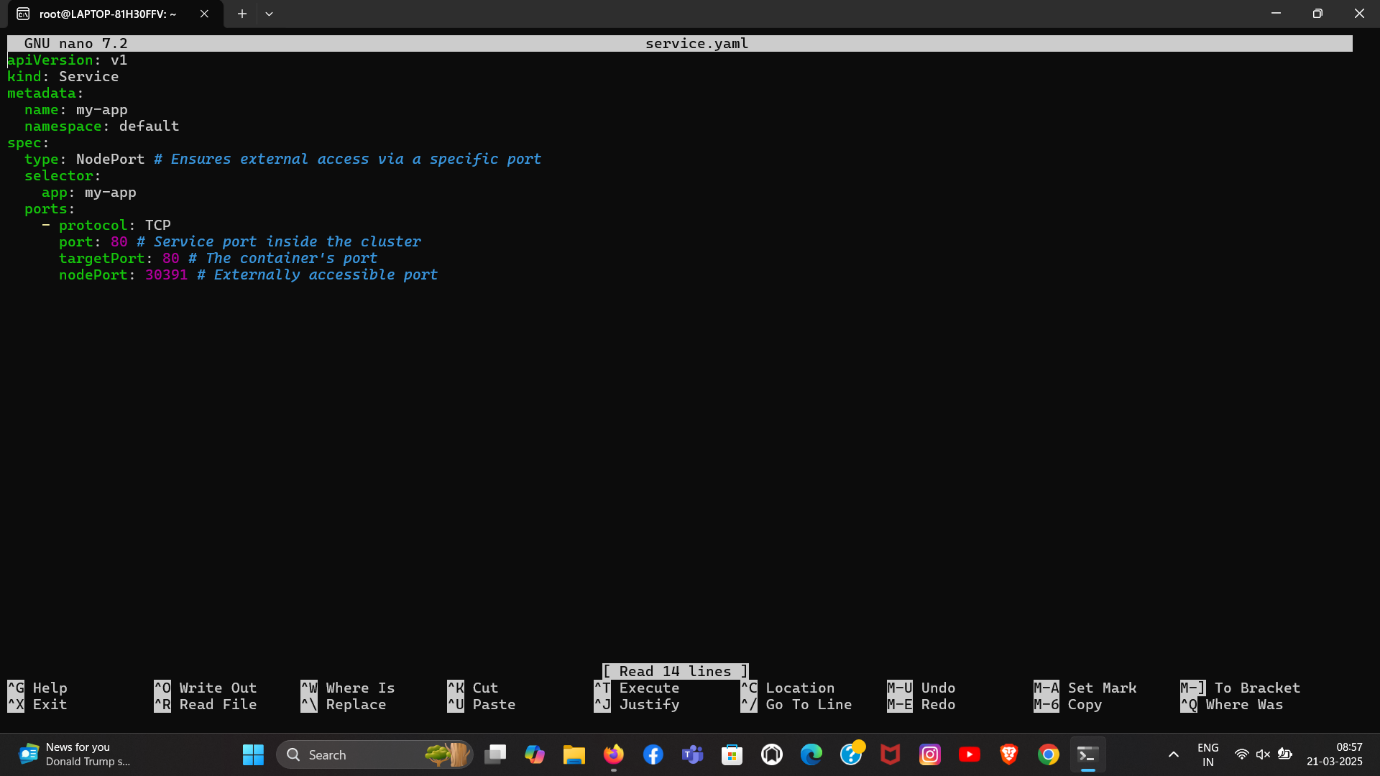 root@LAPTOP-81H30FFV: ~
GNU nano 7.2 service.yaml
apiVersion: v1
kind: Service
metadata:
  name: my-app
  namespace: default
spec:
  type: NodePort # Ensures external access via a specific port
  selector:
    app: my-app
  ports:
    - protocol: TCP
      port: 80 # Service port inside the cluster
      targetPort: 80 # The container's port
      nodePort: 30391 # Externally accessible port
[ Read 14 lines ]
^G Help ^O Write Out ^W Where Is ^K Cut ^T Execute ^C Location M-U Undo M-A Set Mark M-] To Bracket
^X Exit ^R Read File ^\ Replace ^U Paste ^J Justify ^/ Go To Line M-E Redo M-6 Copy ^Q Where Was
News for you
Donald Trump s...
Search
ENG
IN
08:57
21-03-2025